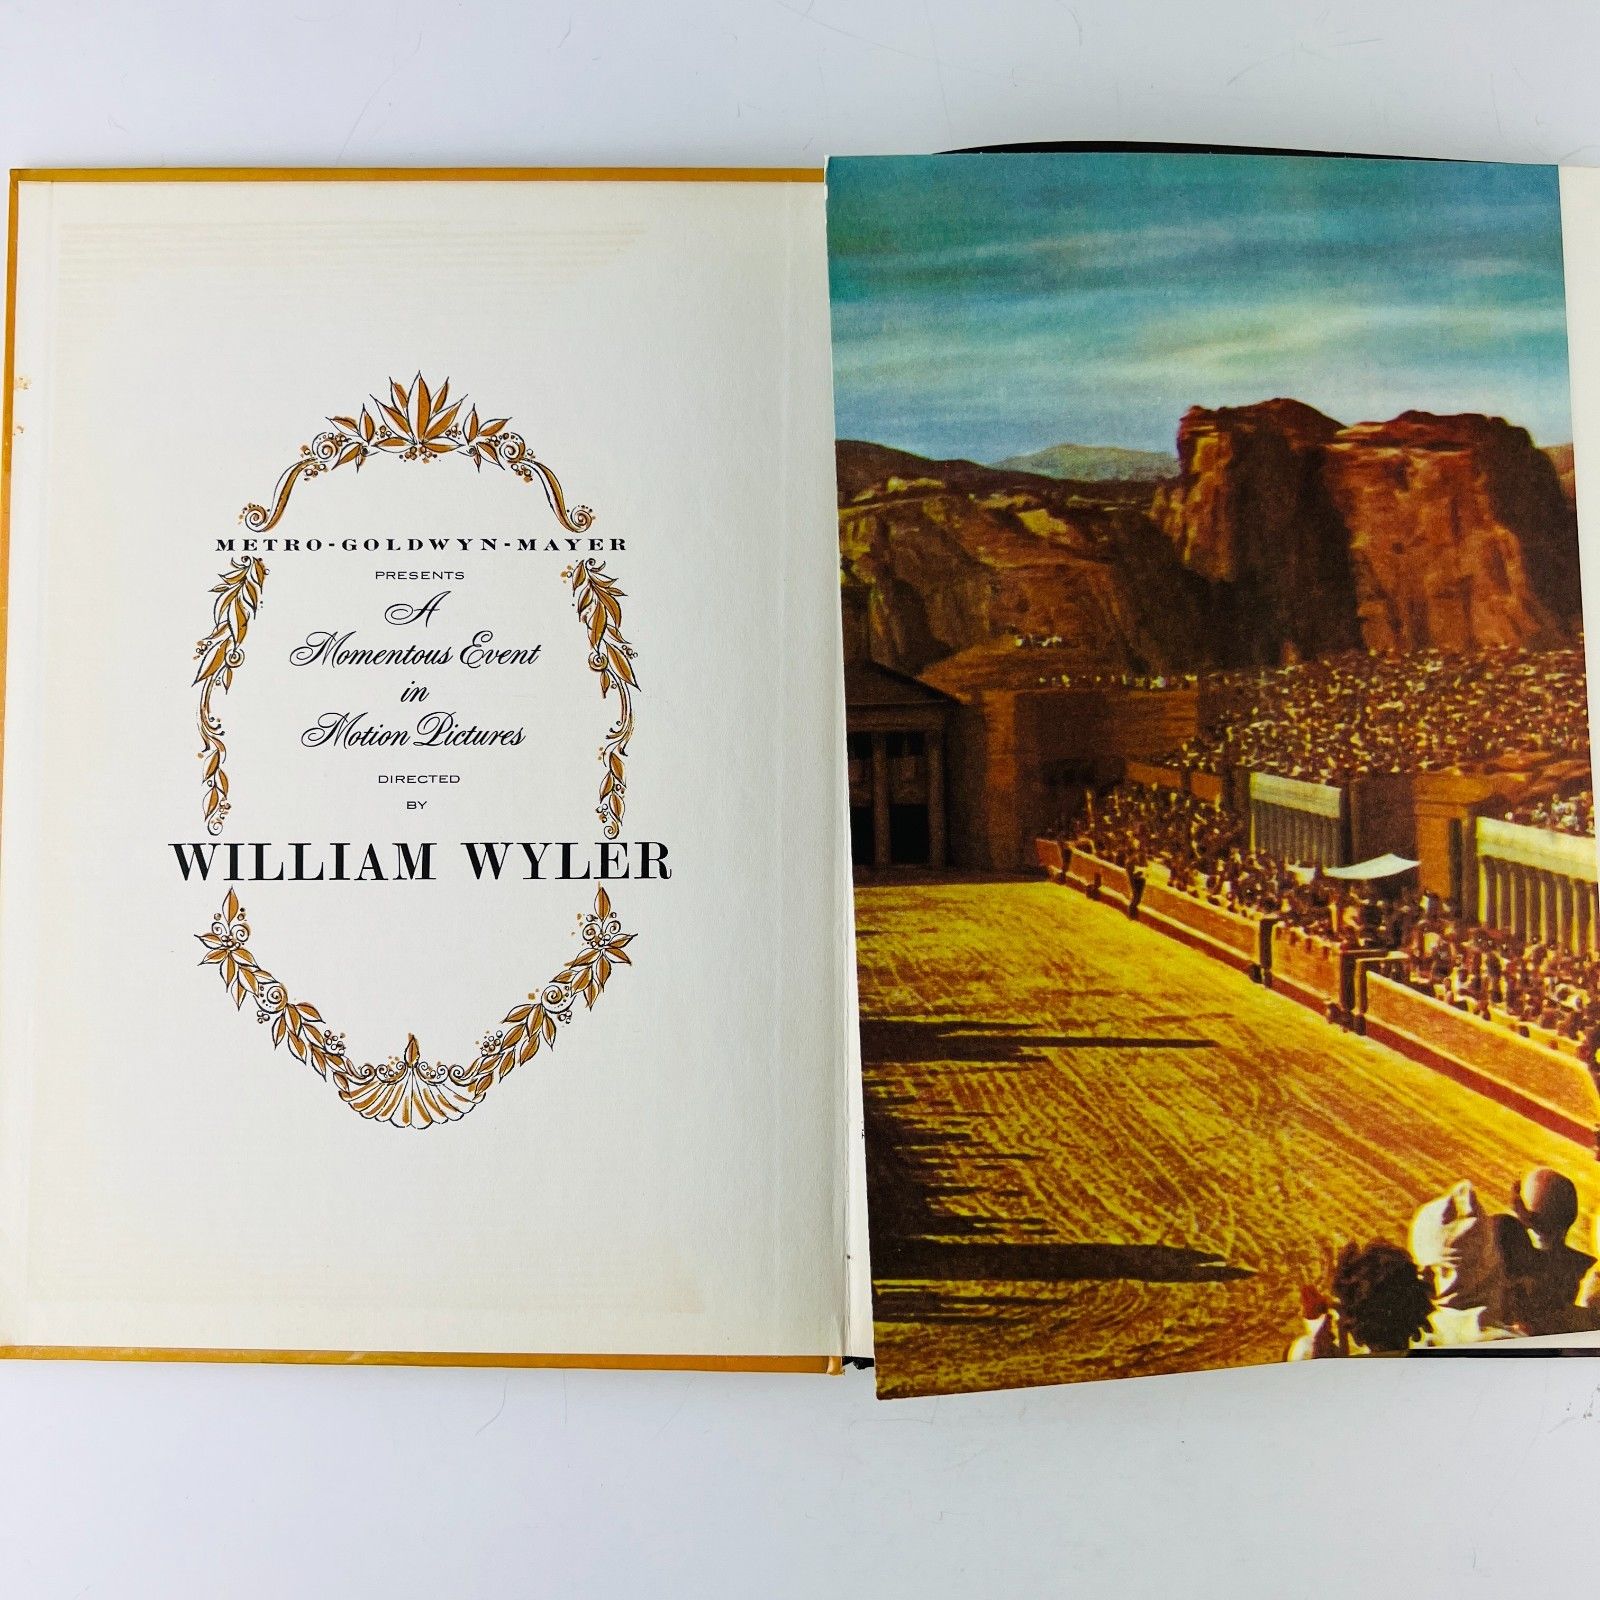 METRO-GOLDWYN-MAYER
PRESENTS
A
Momentous Event
in
Motion Pictures
DIRECTED
BY
WILLIAM WYLER